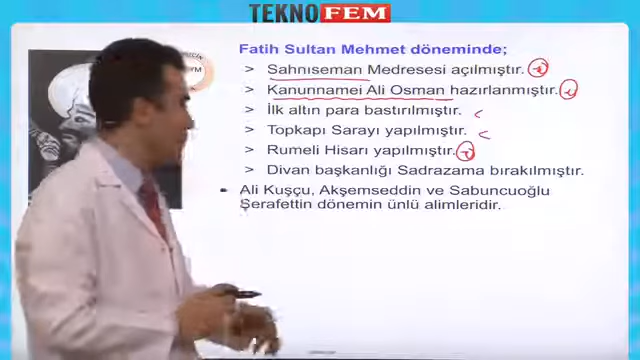 TEKNOFEM
Fatih Sultan Mehmet döneminde;
> Sahnıseman Medresesi açılmıştır.
> Kanunnamei Ali Osman hazırlanmıştır.
> İlk altın para bastırılmıştır.
> Topkapı Sarayı yapılmıştır.
> Rumeli Hisarı yapılmıştır.
> Divan başkanlığı Sadrazama bırakılmıştır.
• Ali Kuşçu, Akşemseddin ve Sabuncuoğlu
Şerafettin dönemin ünlü alimleridir.